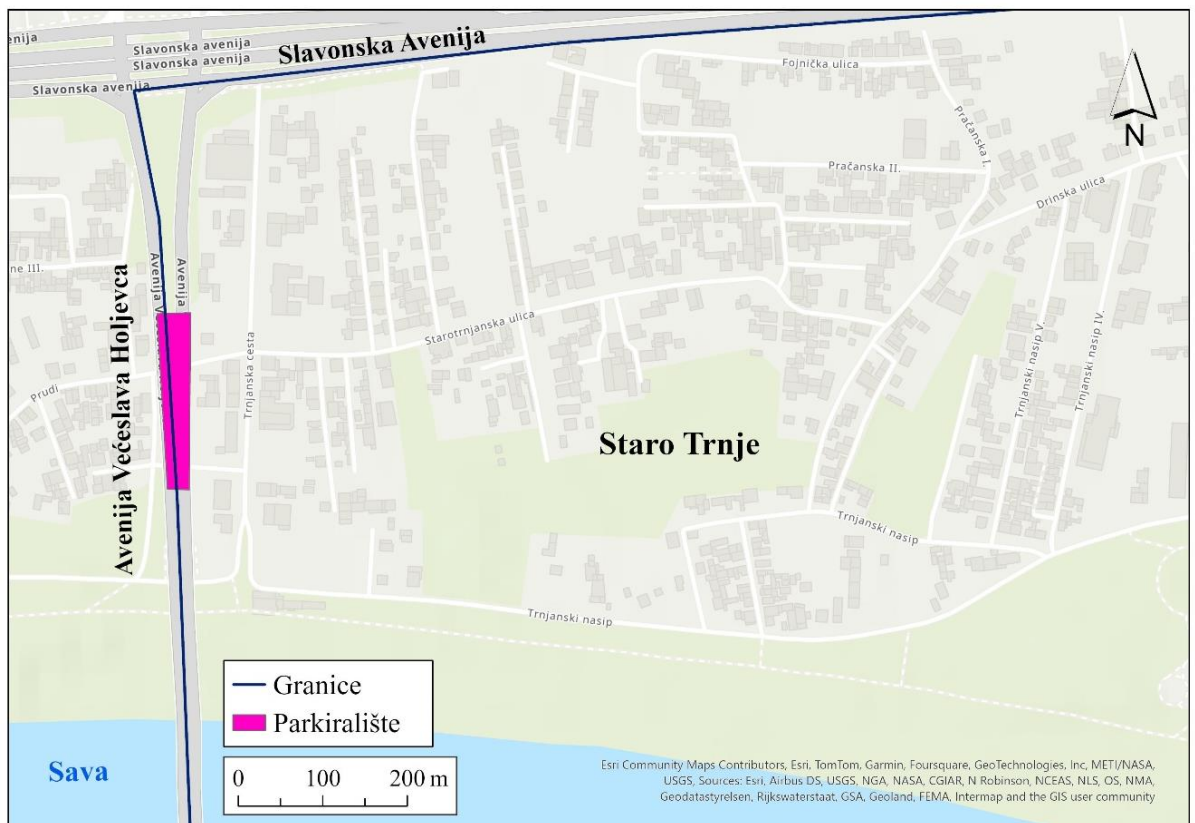 enija
Slavonska avenija
Slavonska avenija
Slavonska avenija
Slavonska Avenija
Fojnička ulica
Pračanska I.
N
Pračanska II.
Drinska ulica
ne III.
Avenija V
Avenija
Avenija Većeslava Holjevca
Starotrnjanska ulica
Trnjanska cesta
Prudi
Trnjanski nasip V.
Trnjanski nasip IV.
Staro Trnje
Trnjanski nasip
Trnjanski nasip
Granice
Parkiralište
Sava
0 100 200 m
Esri Community Maps Contributors, Esri, TomTom, Garmin, Foursquare, GeoTechnologies, Inc, METI/NASA,
USGS, Sources: Esri, Airbus DS, USGS, NGA, NASA, CGIAR, N Robinson, NCEAS, NLS, OS, NMA,
Geodatastyrelsen, Rijkswaterstaat, GSA, Geoland, FEMA, Intermap and the GIS user community